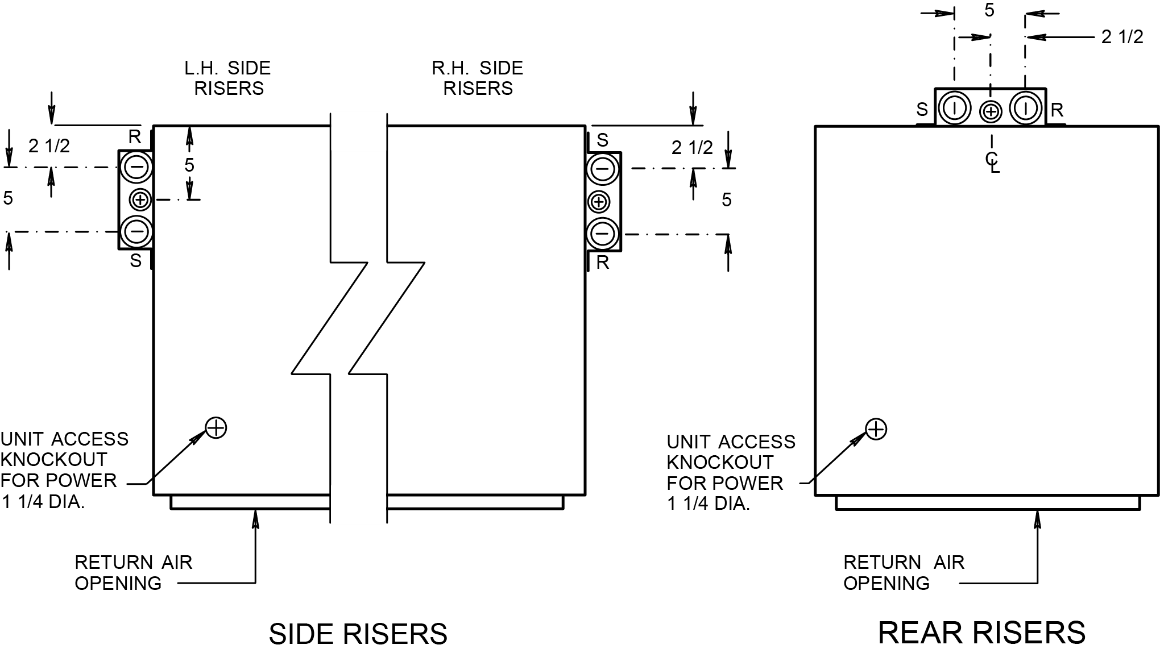 5
2 1/2
L.H. SIDE
RISERS
R.H. SIDE
RISERS
S
R
R
2 1/2
5
5
S
S
2 1/2
5
R
℄
UNIT ACCESS
KNOCKOUT
FOR POWER
1 1/4 DIA.
UNIT ACCESS
KNOCKOUT
FOR POWER
1 1/4 DIA.
RETURN AIR
OPENING
RETURN AIR
OPENING
SIDE RISERS
REAR RISERS